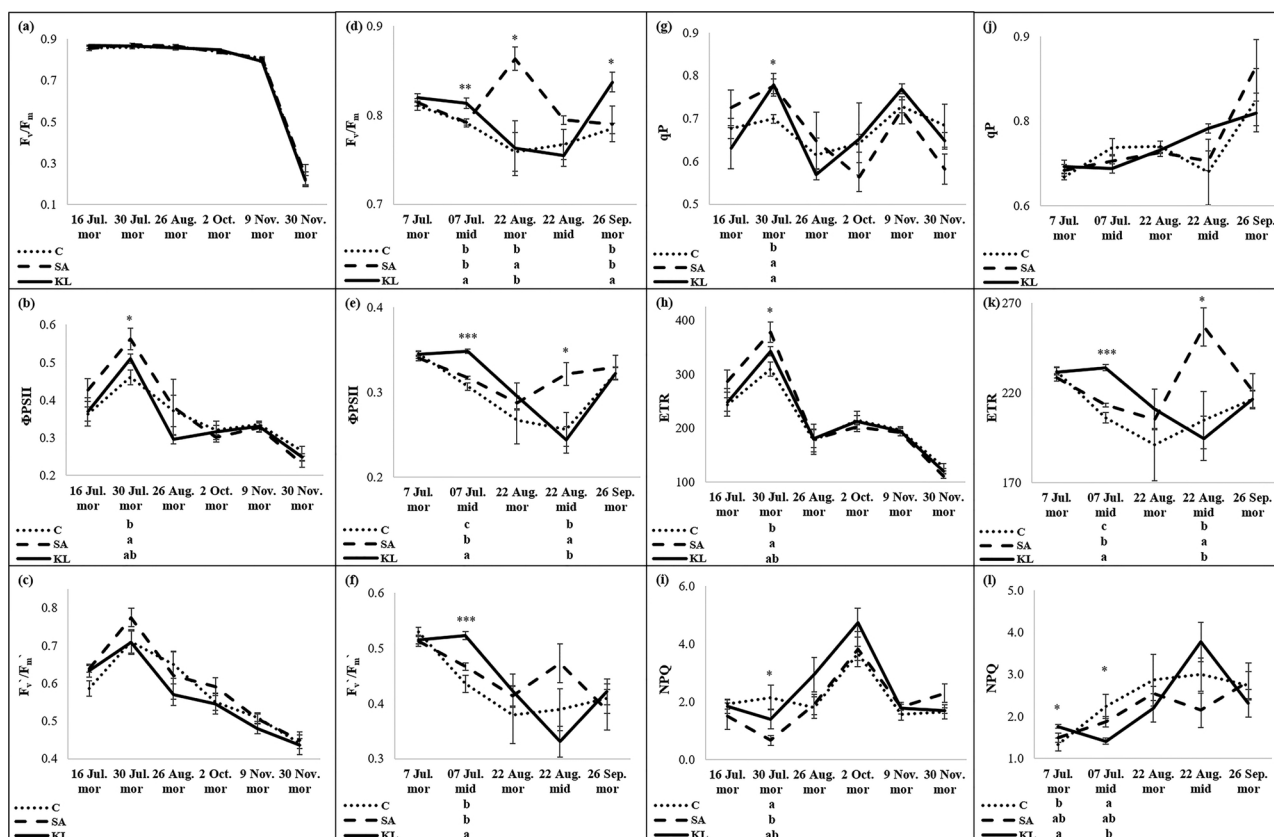 (a)
0.9
0.7
0.5
0.3
0.1
Fv/Fm
16 Jul. 30 Jul. 26 Aug. 2 Oct. 9 Nov. 30 Nov.
mor mor mor mor mor mor
C
SA
KL
(d)
0.9
0.8
0.7
Fv/Fm
** * *
7 Jul. 07 Jul. 22 Aug. 22 Aug. 26 Sep.
mor mid mor mid mor
b b b
b a b
a b a
(g)
0.9
0.8
0.7
0.6
0.5
qP
*
16 Jul. 30 Jul. 26 Aug. 2 Oct. 9 Nov. 30 Nov.
mor mor mor mor mor mor
C b
SA a
KL a
(j)
0.9
0.8
0.6
qP
7 Jul. 07 Jul. 22 Aug. 22 Aug. 26 Sep.
mor mid mor mid mor
C
SA
KL
(b)
0.6
0.5
0.4
0.3
0.2
ΦPSII
*
16 Jul. 30 Jul. 26 Aug. 2 Oct. 9 Nov. 30 Nov.
mor mor mor mor mor mor
C b
SA a
KL ab
(e)
0.4
0.3
0.2
ΦPSII
*** *
7 Jul. 07 Jul. 22 Aug. 22 Aug. 26 Sep.
mor mid mor mid mor
C c b
SA b a
KL a b
(h)
400
300
200
100
ETR
*
16 Jul. 30 Jul. 26 Aug. 2 Oct. 9 Nov. 30 Nov.
mor mor mor mor mor mor
C b
SA a
KL ab
(k)
270
220
170
ETR
*** *
7 Jul. 07 Jul. 22 Aug. 22 Aug. 26 Sep.
mor mid mor mid mor
C c b
SA b a
KL a b
(c)
0.8
0.7
0.6
0.5
0.4
Fv`/Fm`
16 Jul. 30 Jul. 26 Aug. 2 Oct. 9 Nov. 30 Nov.
mor mor mor mor mor mor
C
SA
KL
(f)
0.6
0.5
0.4
0.3
Fv`/Fm`
***
7 Jul. 07 Jul. 22 Aug. 22 Aug. 26 Sep.
mor mid mor mid mor
C b
SA b
KL a
(i)
6.0
4.0
2.0
0.0
NPQ
*
16 Jul. 30 Jul. 26 Aug. 2 Oct. 9 Nov. 30 Nov.
mor mor mor mor mor mor
C a
SA b
KL ab
(l)
5.0
4.0
3.0
2.0
1.0
NPQ
* *
7 Jul. 07 Jul. 22 Aug. 22 Aug. 26 Sep.
mor mid mor mid mor
C b a
SA ab ab
KL a b